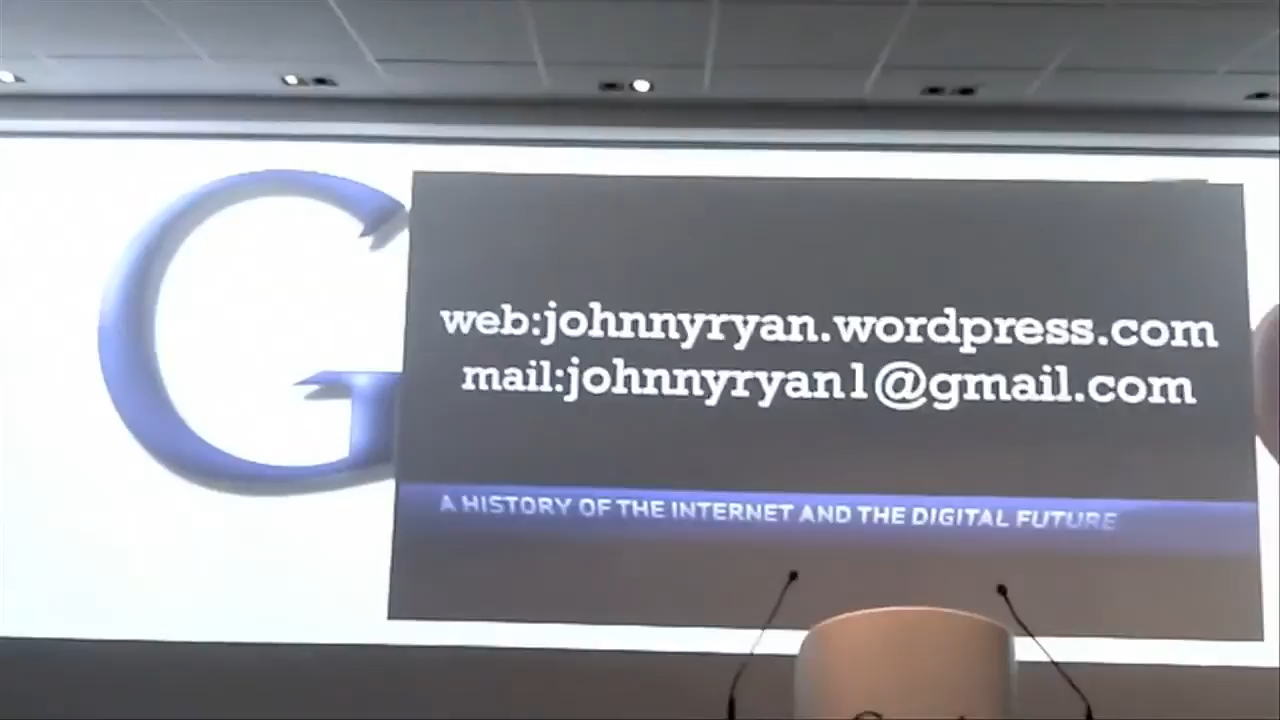 G
web:johnnyryan.wordpress.com
mail:johnnyryan1@gmail.com
A HISTORY OF THE INTERNET AND THE DIGITAL FUTURE